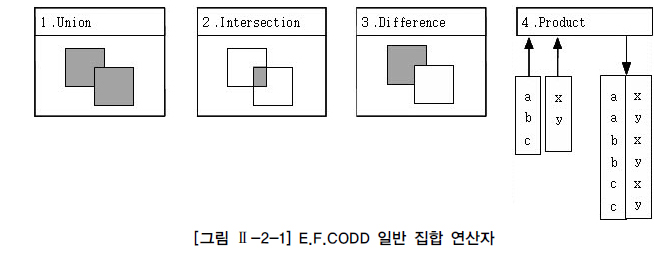 1 .Union
2 .Intersection
3 .Difference
4 .Product
a
b
c
x
y
a x
a y
b x
b y
c x
c y
[그림 Ⅱ-2-1] E.F.CODD 일반 집합 연산자